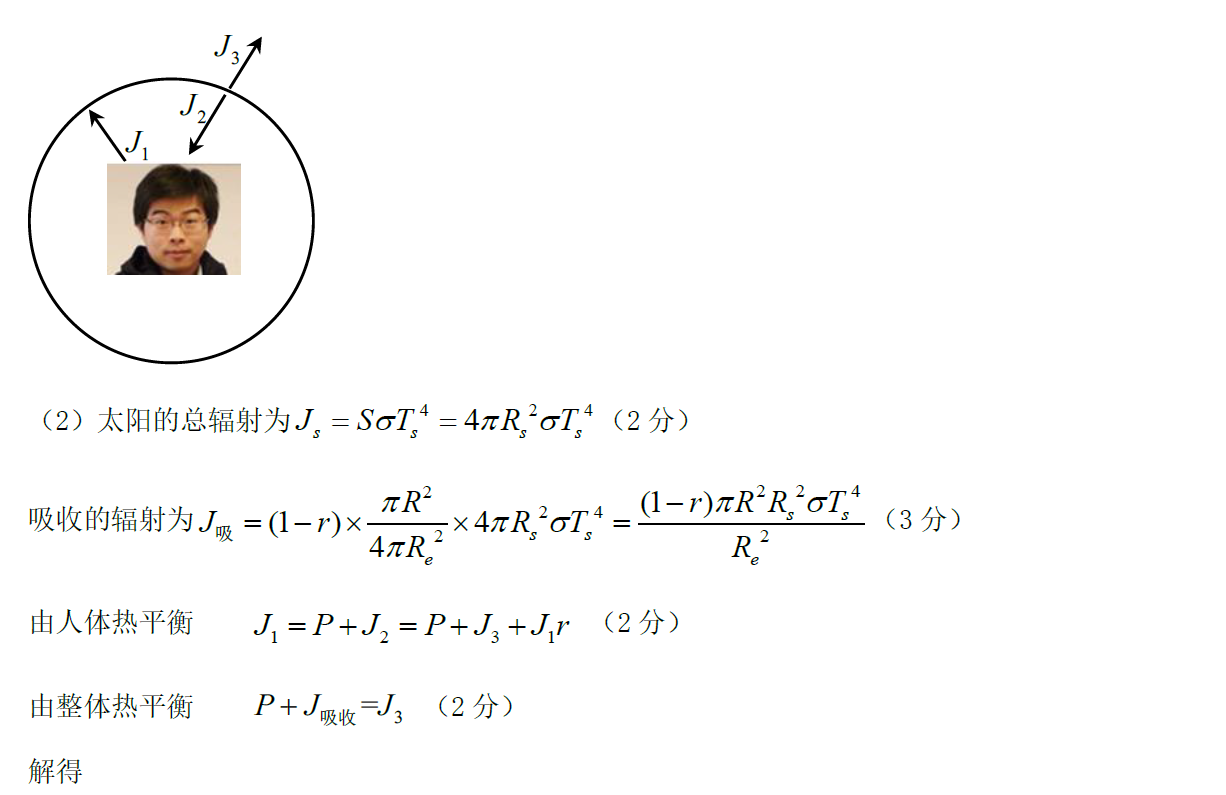 J₃
J₂
J₁
（2）太阳的总辐射为 Jₛ = SσTₛ⁴ = 4πRₛ²σTₛ⁴（2 分）
吸收的辐射为 J吸 = (1−r)× πR²/4πRₑ² ×4πRₛ²σTₛ⁴ = (1−r)πR²Rₛ²σTₛ⁴/Rₑ²（3 分）
由人体热平衡 J₁ = P + J₂ = P + J₃ + J₁r （2 分）
由整体热平衡 P + J吸收=J₃ （2 分）
解得